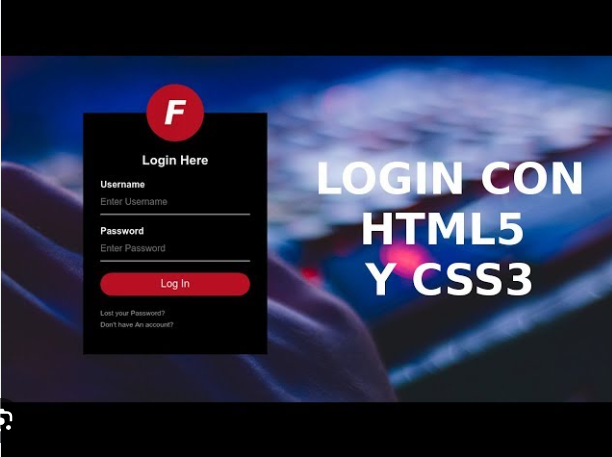 F
Login Here
Username
Enter Username
Password
Enter Password
Log In
Lost your Password?
Don't have An account?
LOGIN CON
HTML5
Y CSS3